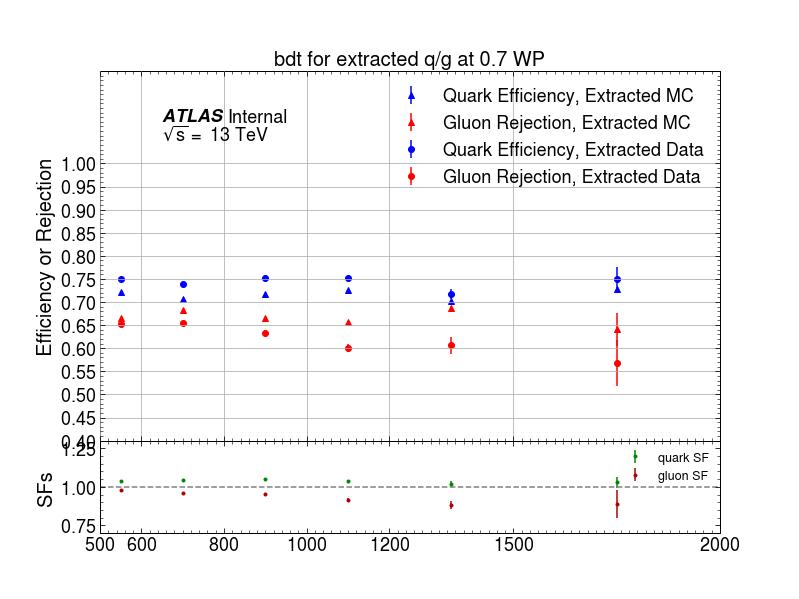 bdt for extracted q/g at 0.7 WP
ATLAS Internal
√s = 13 TeV
Quark Efficiency, Extracted MC
Gluon Rejection, Extracted MC
Quark Efficiency, Extracted Data
Gluon Rejection, Extracted Data
Efficiency or Rejection
1.00
0.95
0.90
0.85
0.80
0.75
0.70
0.65
0.60
0.55
0.50
0.45
0.40
SFs
1.25
1.00
0.75
quark SF
gluon SF
500 600 800 1000 1200 1500 2000